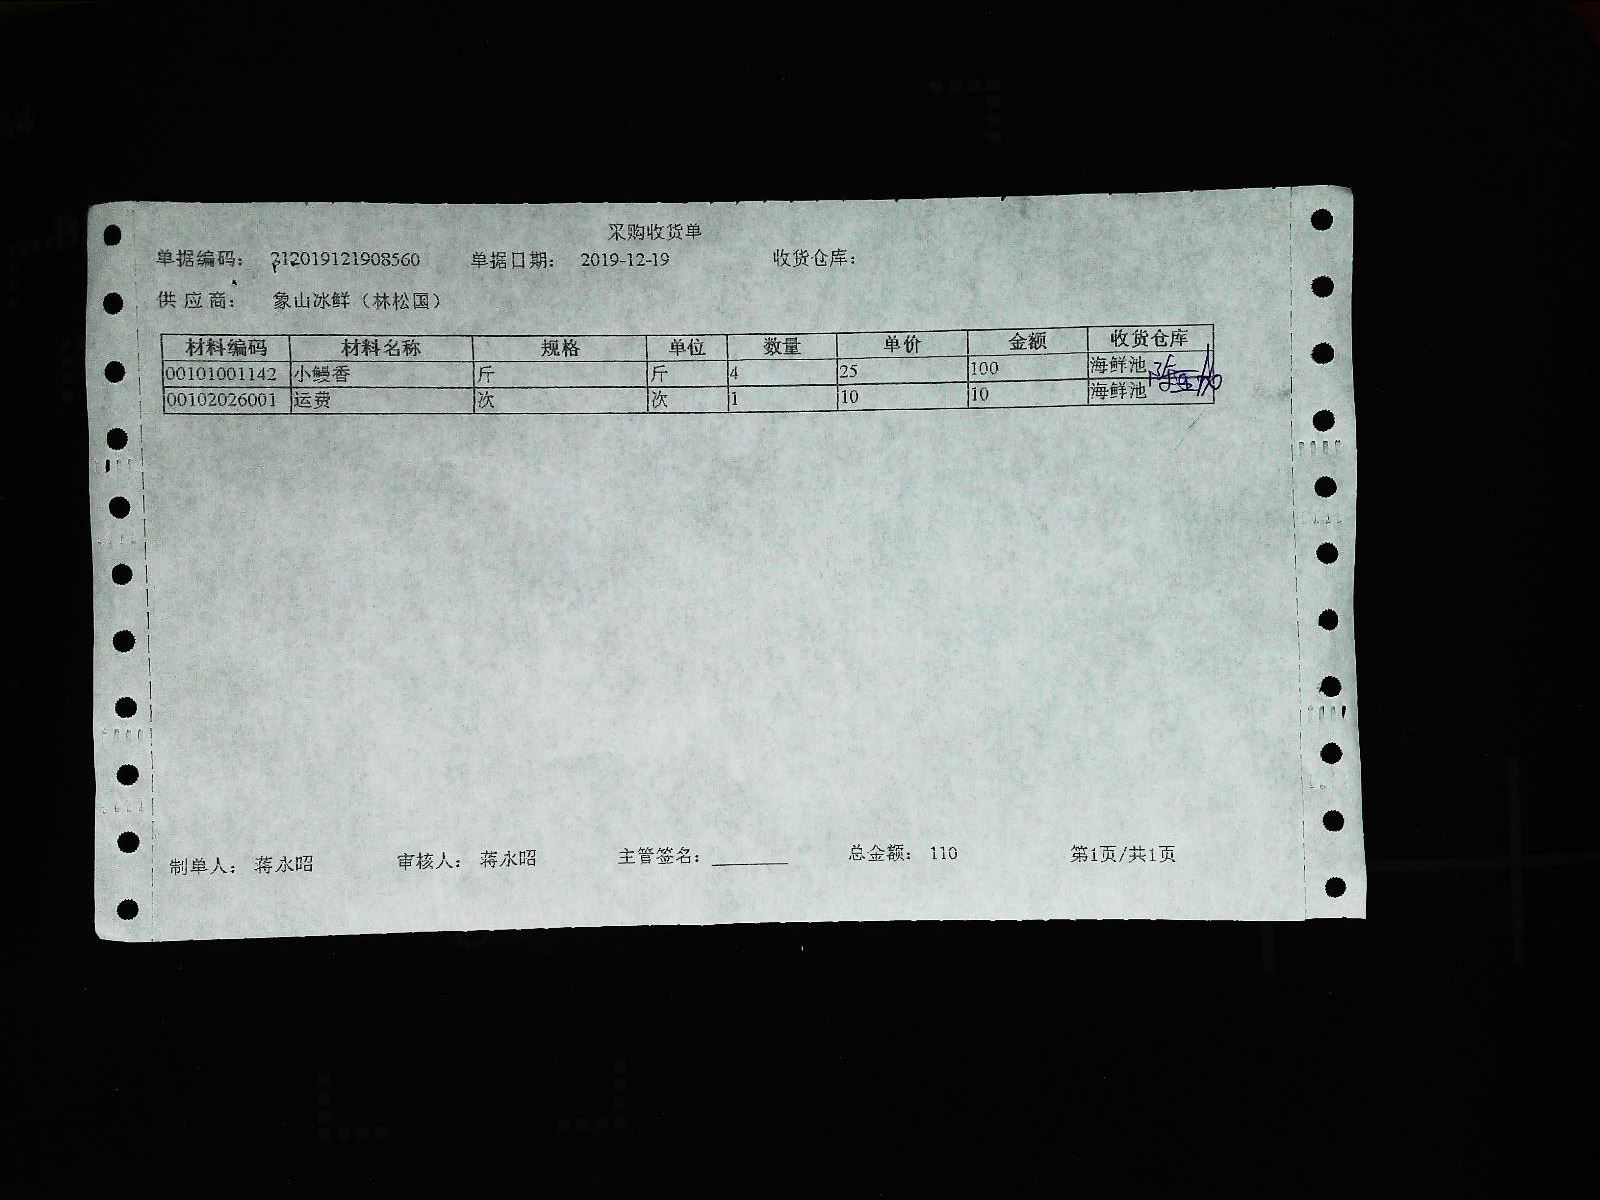 采购收货单
单据编码： 312019121908560 单据日期： 2019-12-19 收货仓库：
供应商： 象山冰鲜（林松国）
材料编码 材料名称 规格 单位 数量 单价 金额 收货仓库
00101001142 小鳗香 斤 斤 4 25 100 海鲜池
00102026001 运费 次 次 1 10 10 海鲜池
制单人： 蒋永昭 审核人： 蒋永昭 主管签名： 总金额： 110 第1页/共1页